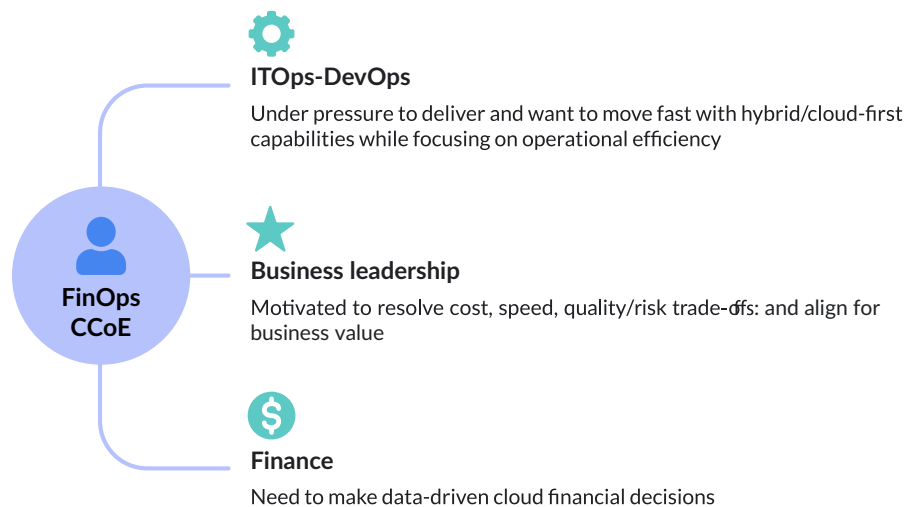 ITOps-DevOps
Under pressure to deliver and want to move fast with hybrid/cloud-first
capabilities while focusing on operational efficiency
FinOps
CCoE
Business leadership
Motivated to resolve cost, speed, quality/risk trade-offs: and align for
business value
Finance
Need to make data-driven cloud financial decisions